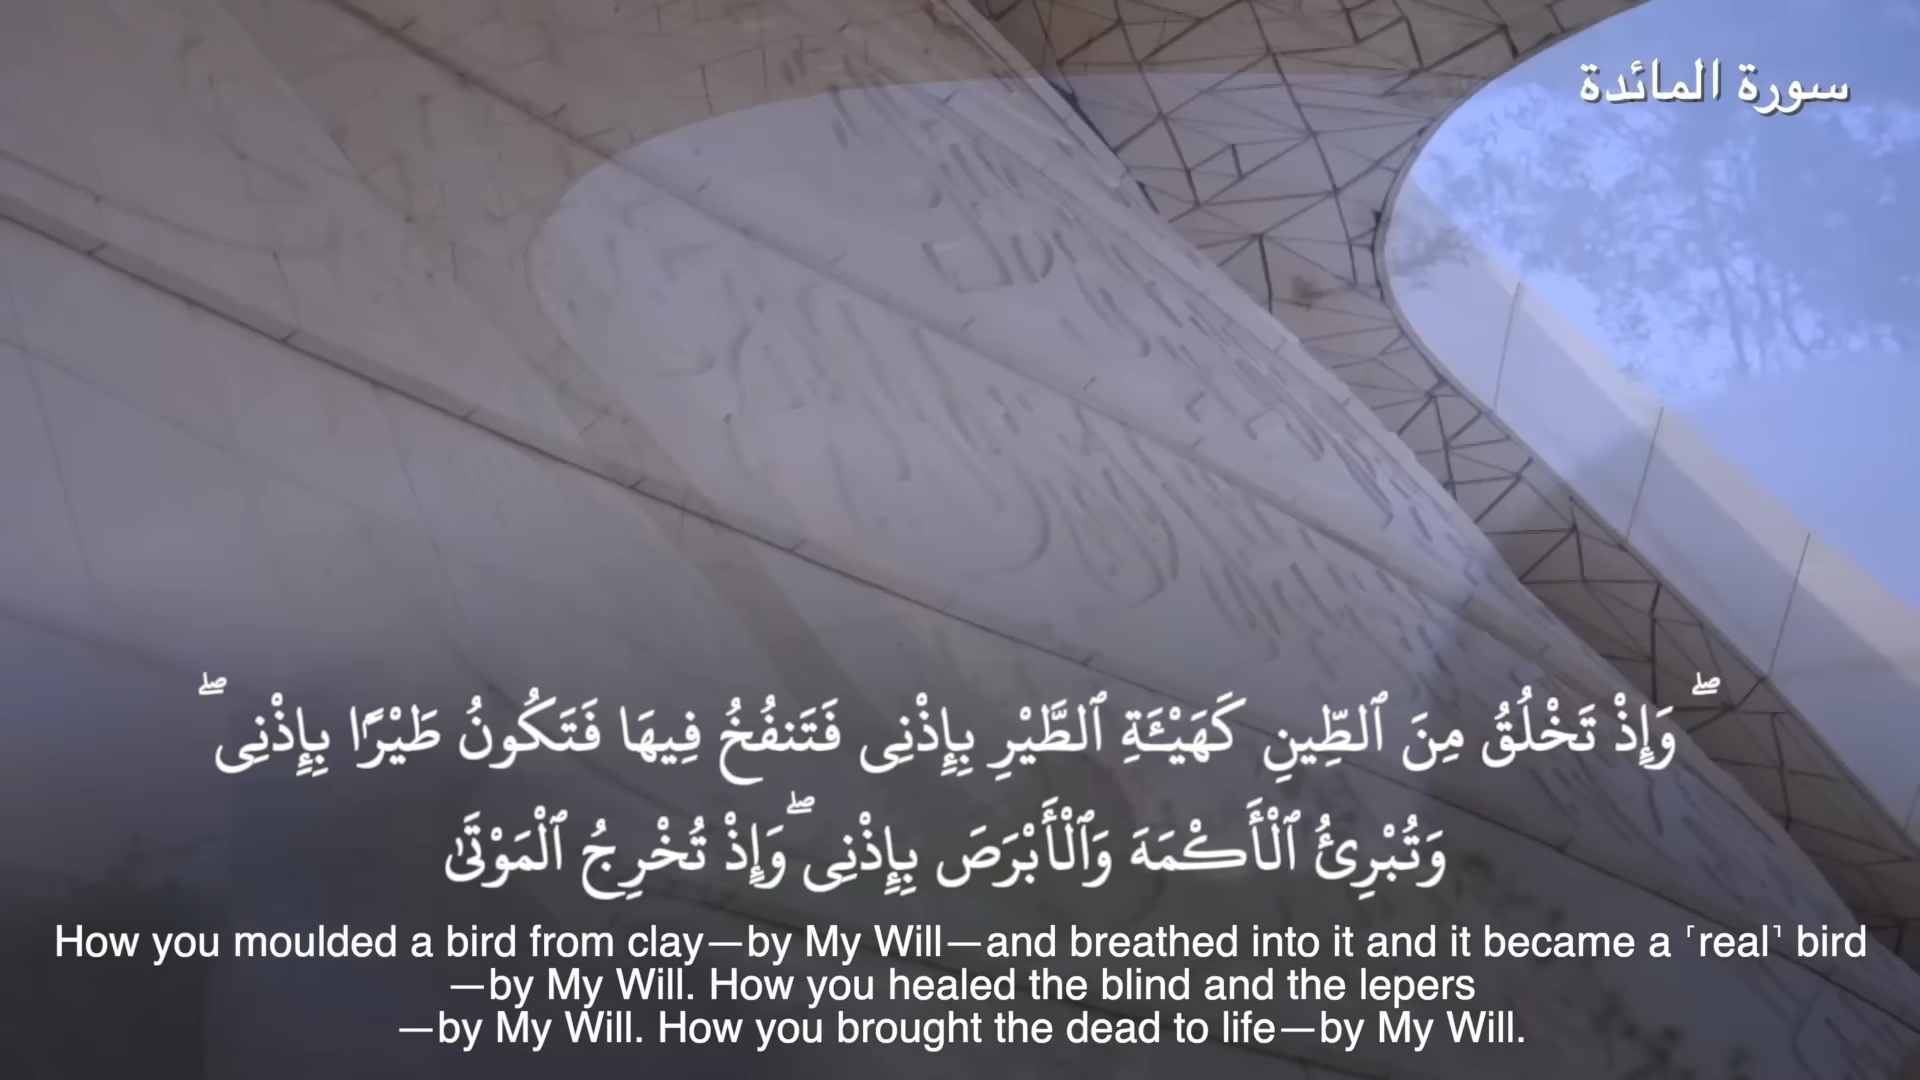 سورة المائدة
ۖ وَإِذْ تَخْلُقُ مِنَ ٱلطِّينِ كَهَيْـَٔةِ ٱلطَّيْرِ بِإِذْنِى فَتَنفُخُ فِيهَا فَتَكُونُ طَيْرًۢا بِإِذْنِى ۖ
وَتُبْرِئُ ٱلْأَكْمَهَ وَٱلْأَبْرَصَ بِإِذْنِى ۖ وَإِذْ تُخْرِجُ ٱلْمَوْتَىٰ
How you moulded a bird from clay—by My Will—and breathed into it and it became a ˹real˺ bird
—by My Will. How you healed the blind and the lepers
—by My Will. How you brought the dead to life—by My Will.